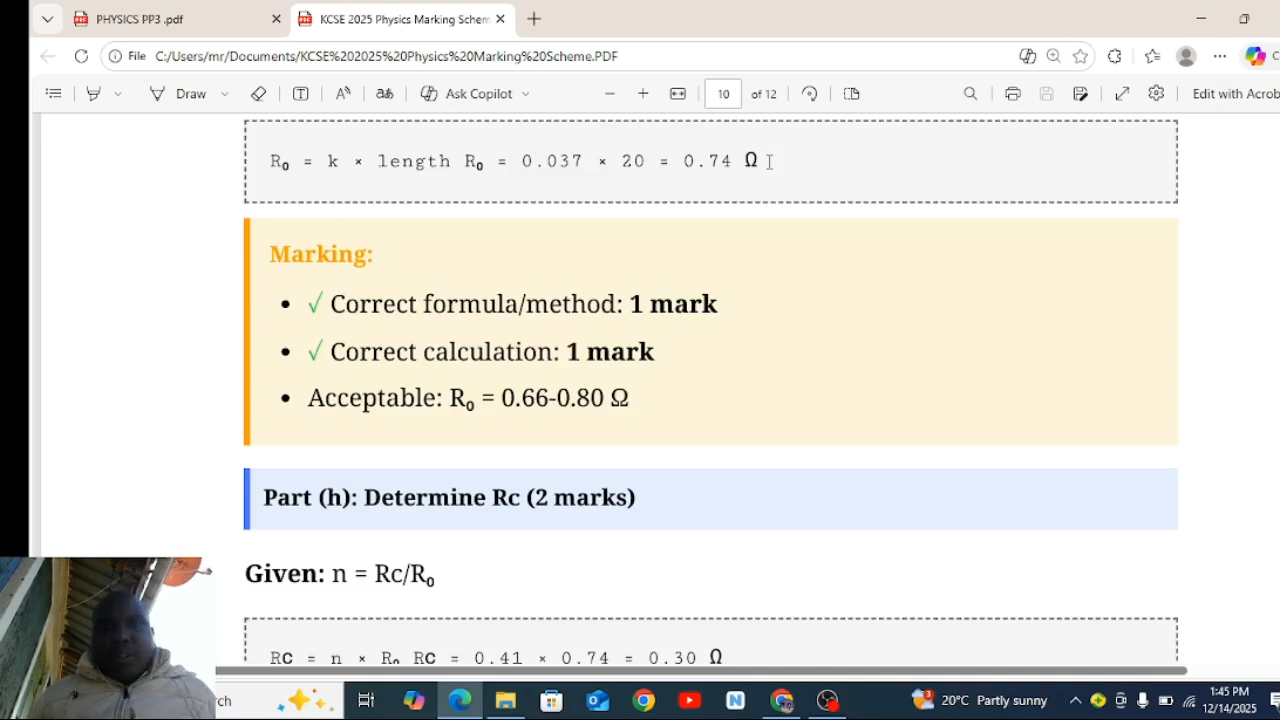 PHYSICS PP3 .pdf
KCSE 2025 Physics Marking Schem
File
C:/Users/mr/Documents/KCSE%202025%20Physics%20Marking%20Scheme.PDF
Draw
Ask Copilot
10
of 12
Edit with Acrob
R₀ = k × length R₀ = 0.037 × 20 = 0.74 Ω
Marking:
• √ Correct formula/method: 1 mark
• √ Correct calculation: 1 mark
• Acceptable: R₀ = 0.66-0.80 Ω
Part (h): Determine Rc (2 marks)
Given: n = Rc/R₀
RC = n × R₀ RC = 0.41 × 0.74 = 0.30 Ω
ch
20°C Partly sunny
1:45 PM
12/14/2025